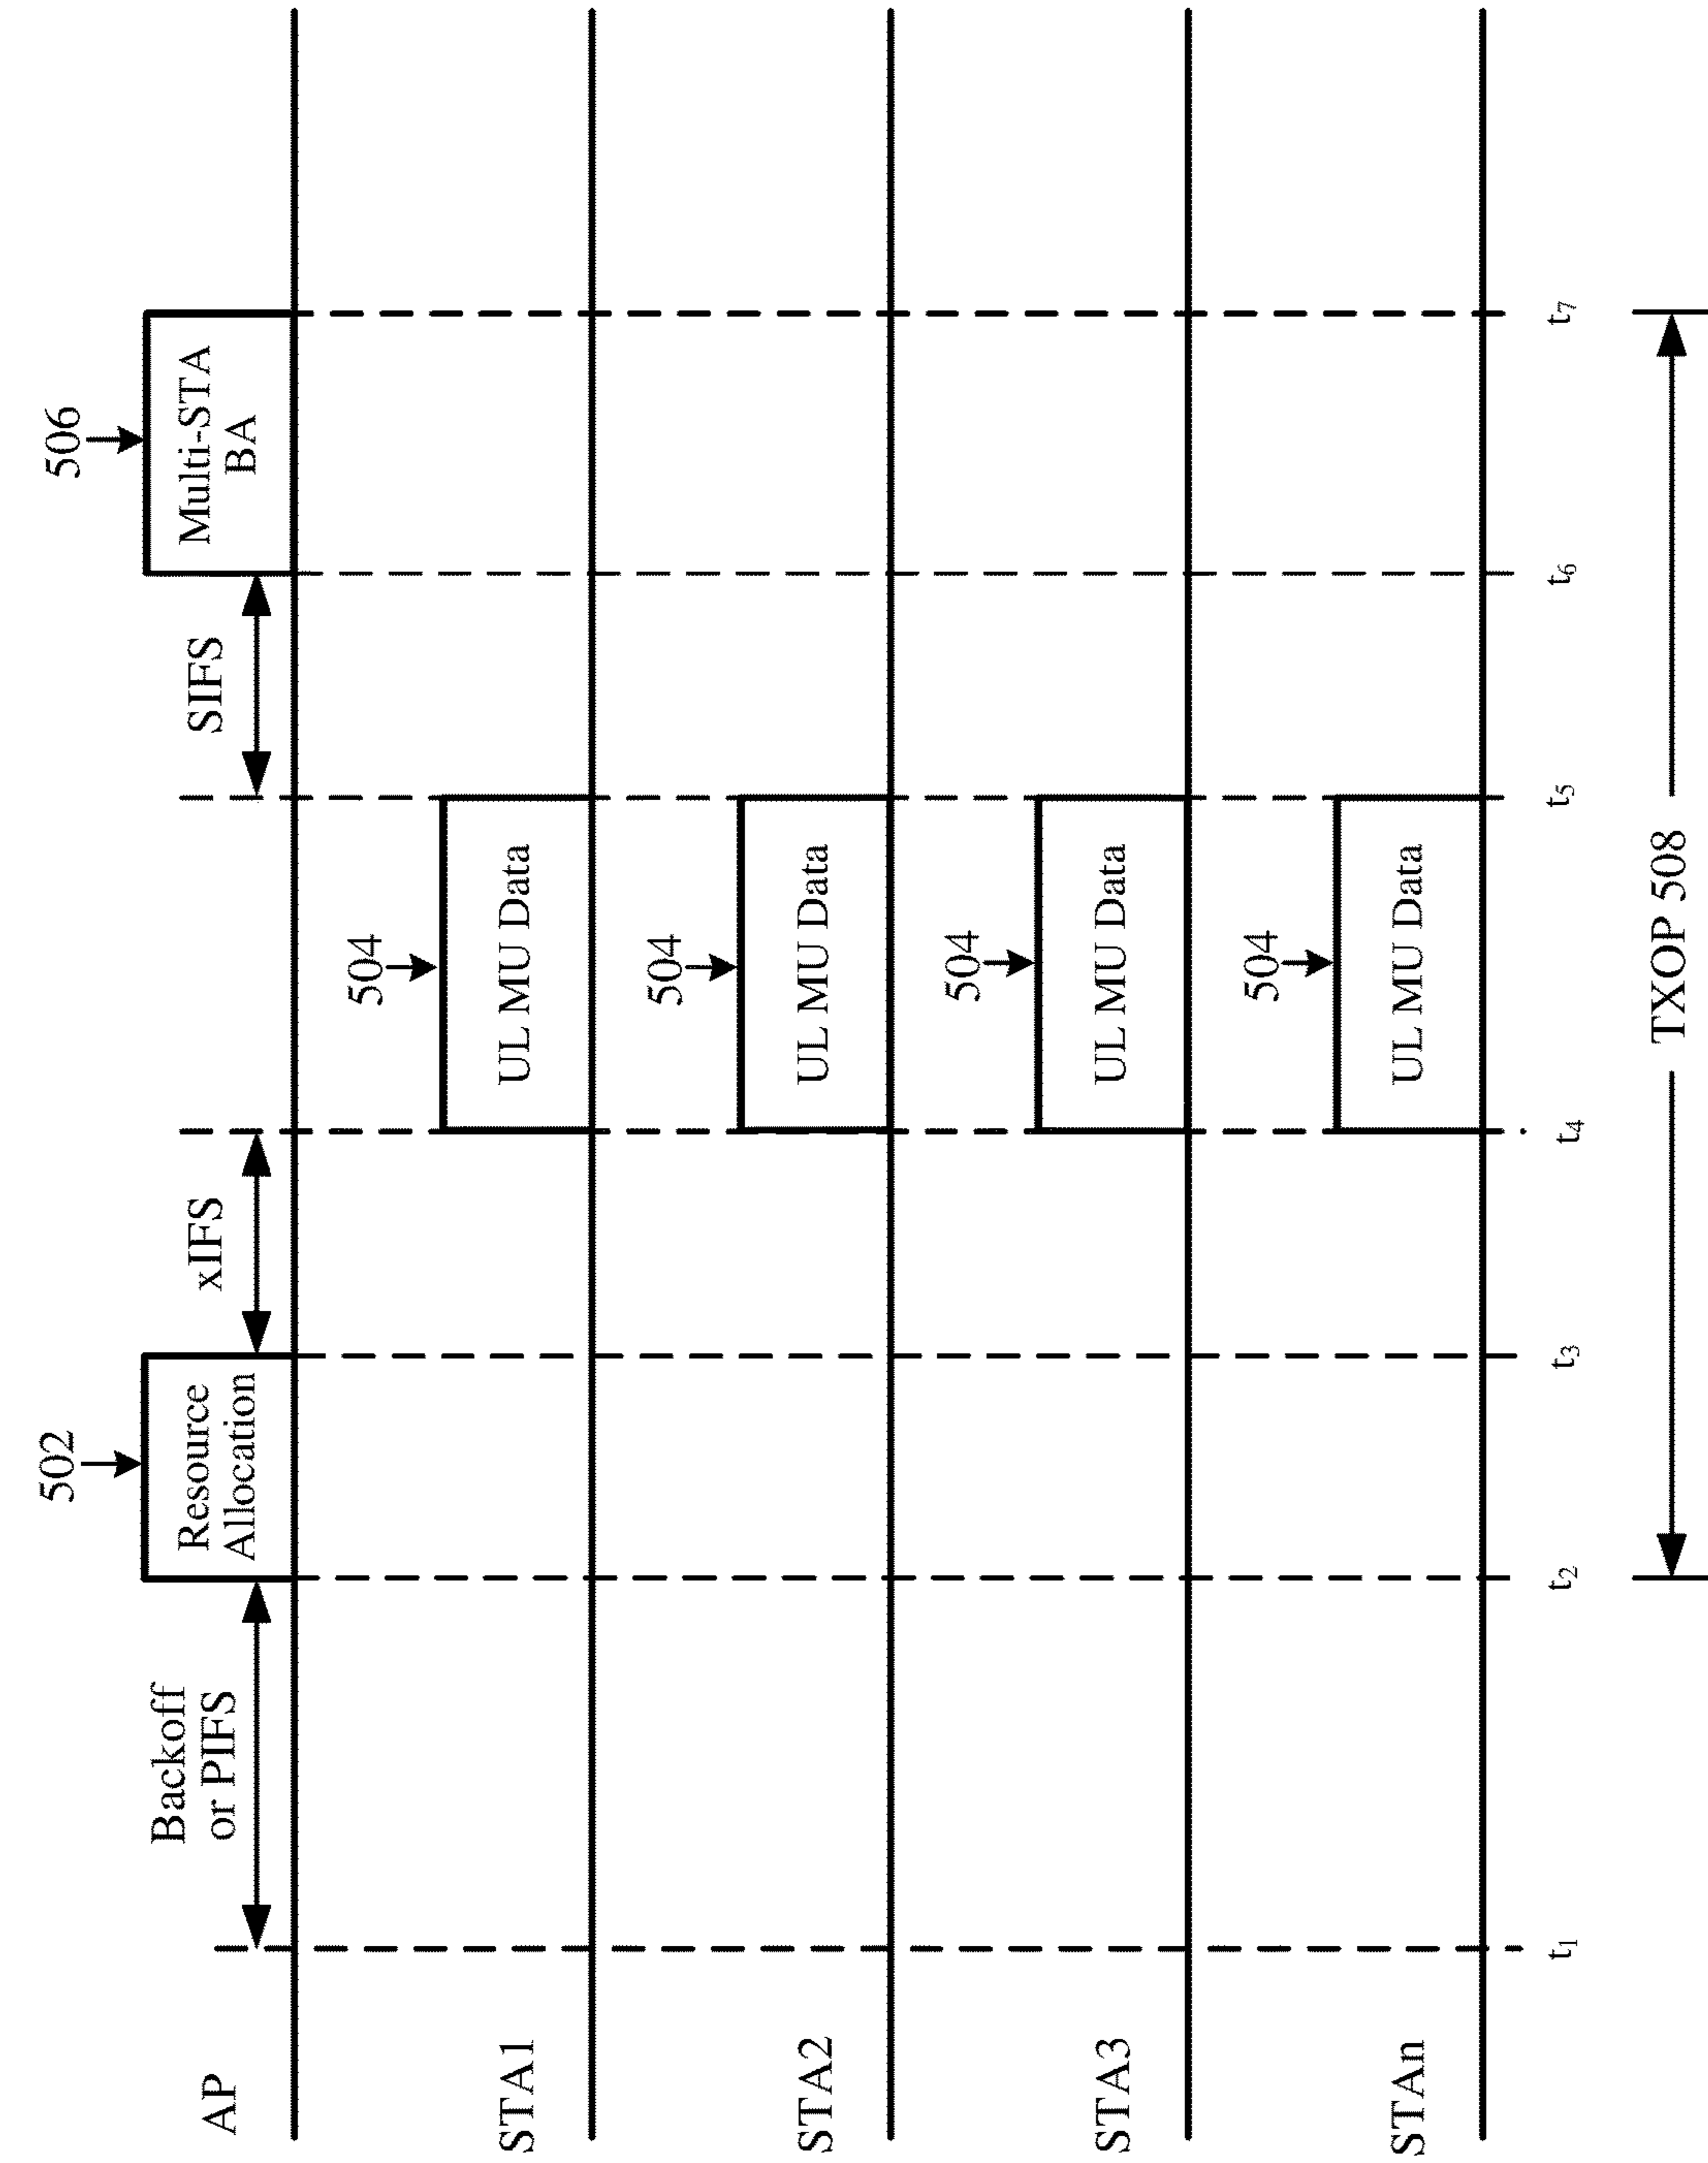 502
506
Backoff
or PIFS
Resource
Allocation
xIFS
SIFS
Multi-STA
BA
AP
504
STA1
UL MU Data
504
STA2
UL MU Data
504
STA3
UL MU Data
504
STAn
UL MU Data
t1
t2
t3
t4
t5
t6
t7
TXOP 508